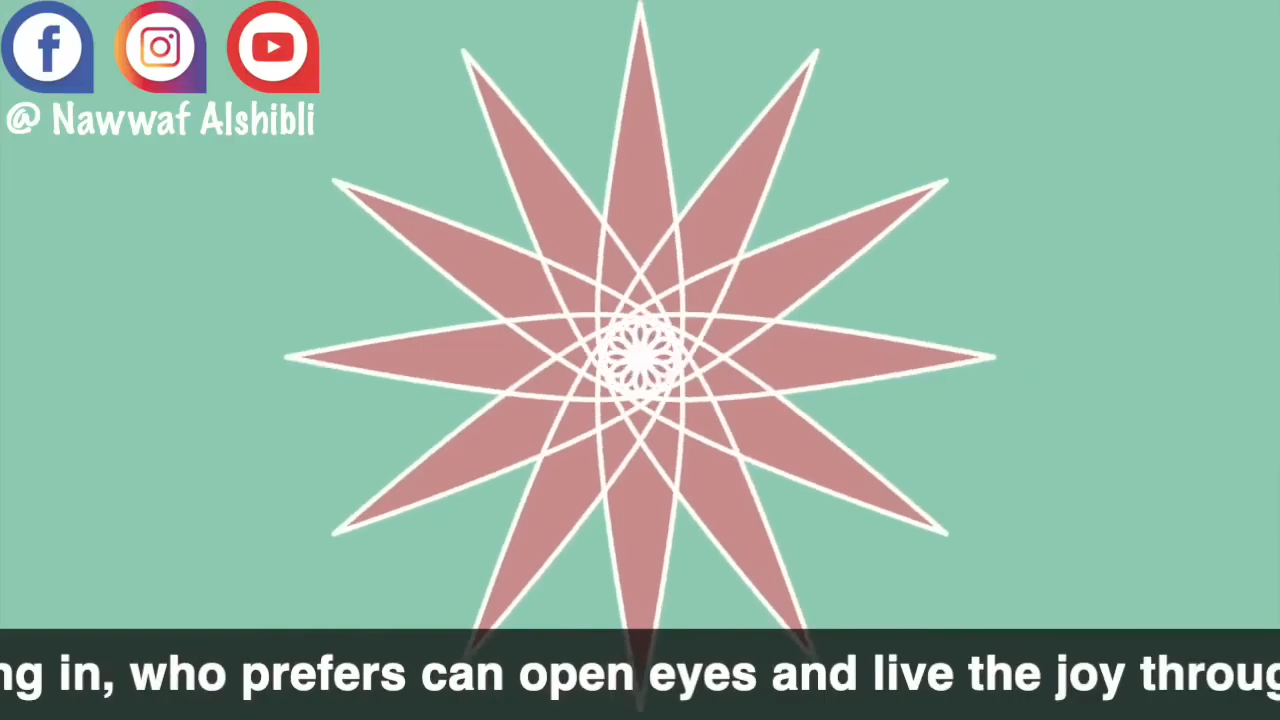 @ Nawwaf Alshibli
ng in, who prefers can open eyes and live the joy throug